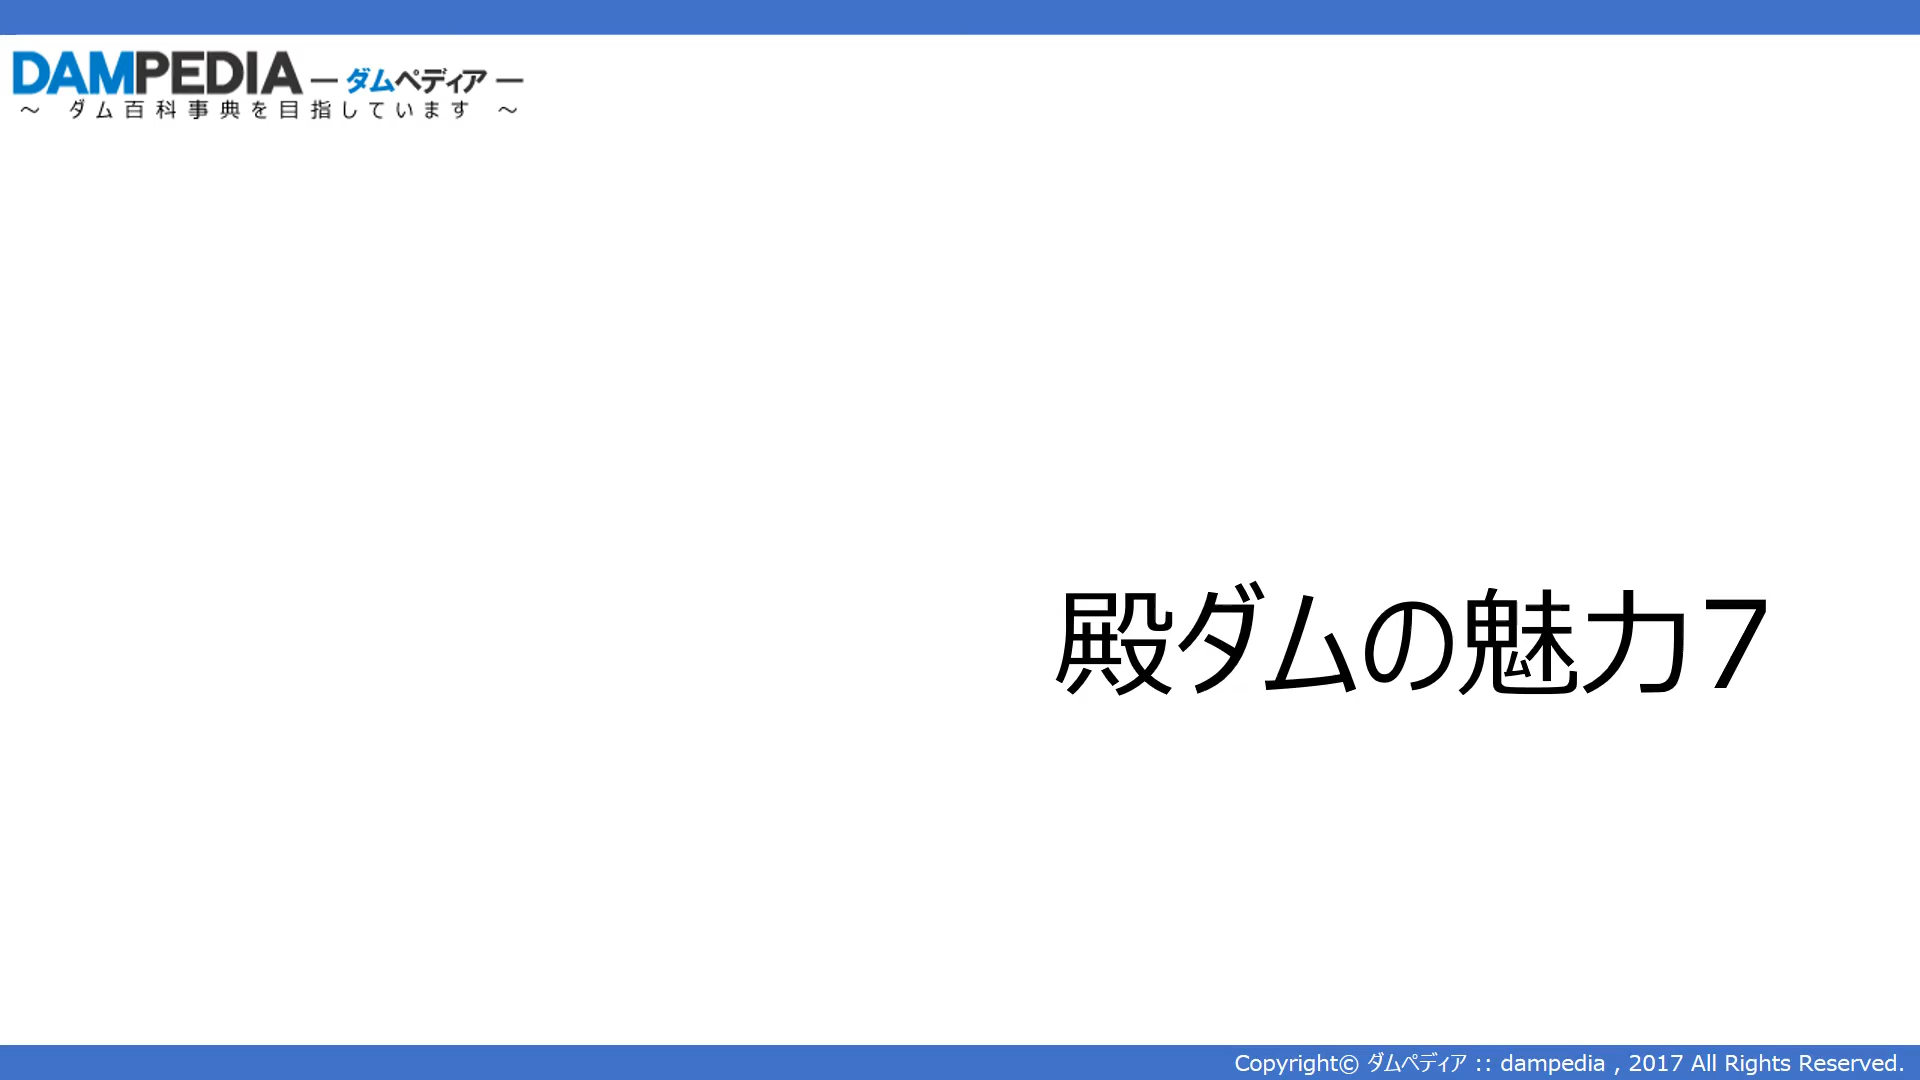 DAMPEDIA ― ダムペディア ―
～ ダム百科事典を目指しています ～
殿ダムの魅力7
Copyright© ダムペディア :: dampedia , 2017 All Rights Reserved.